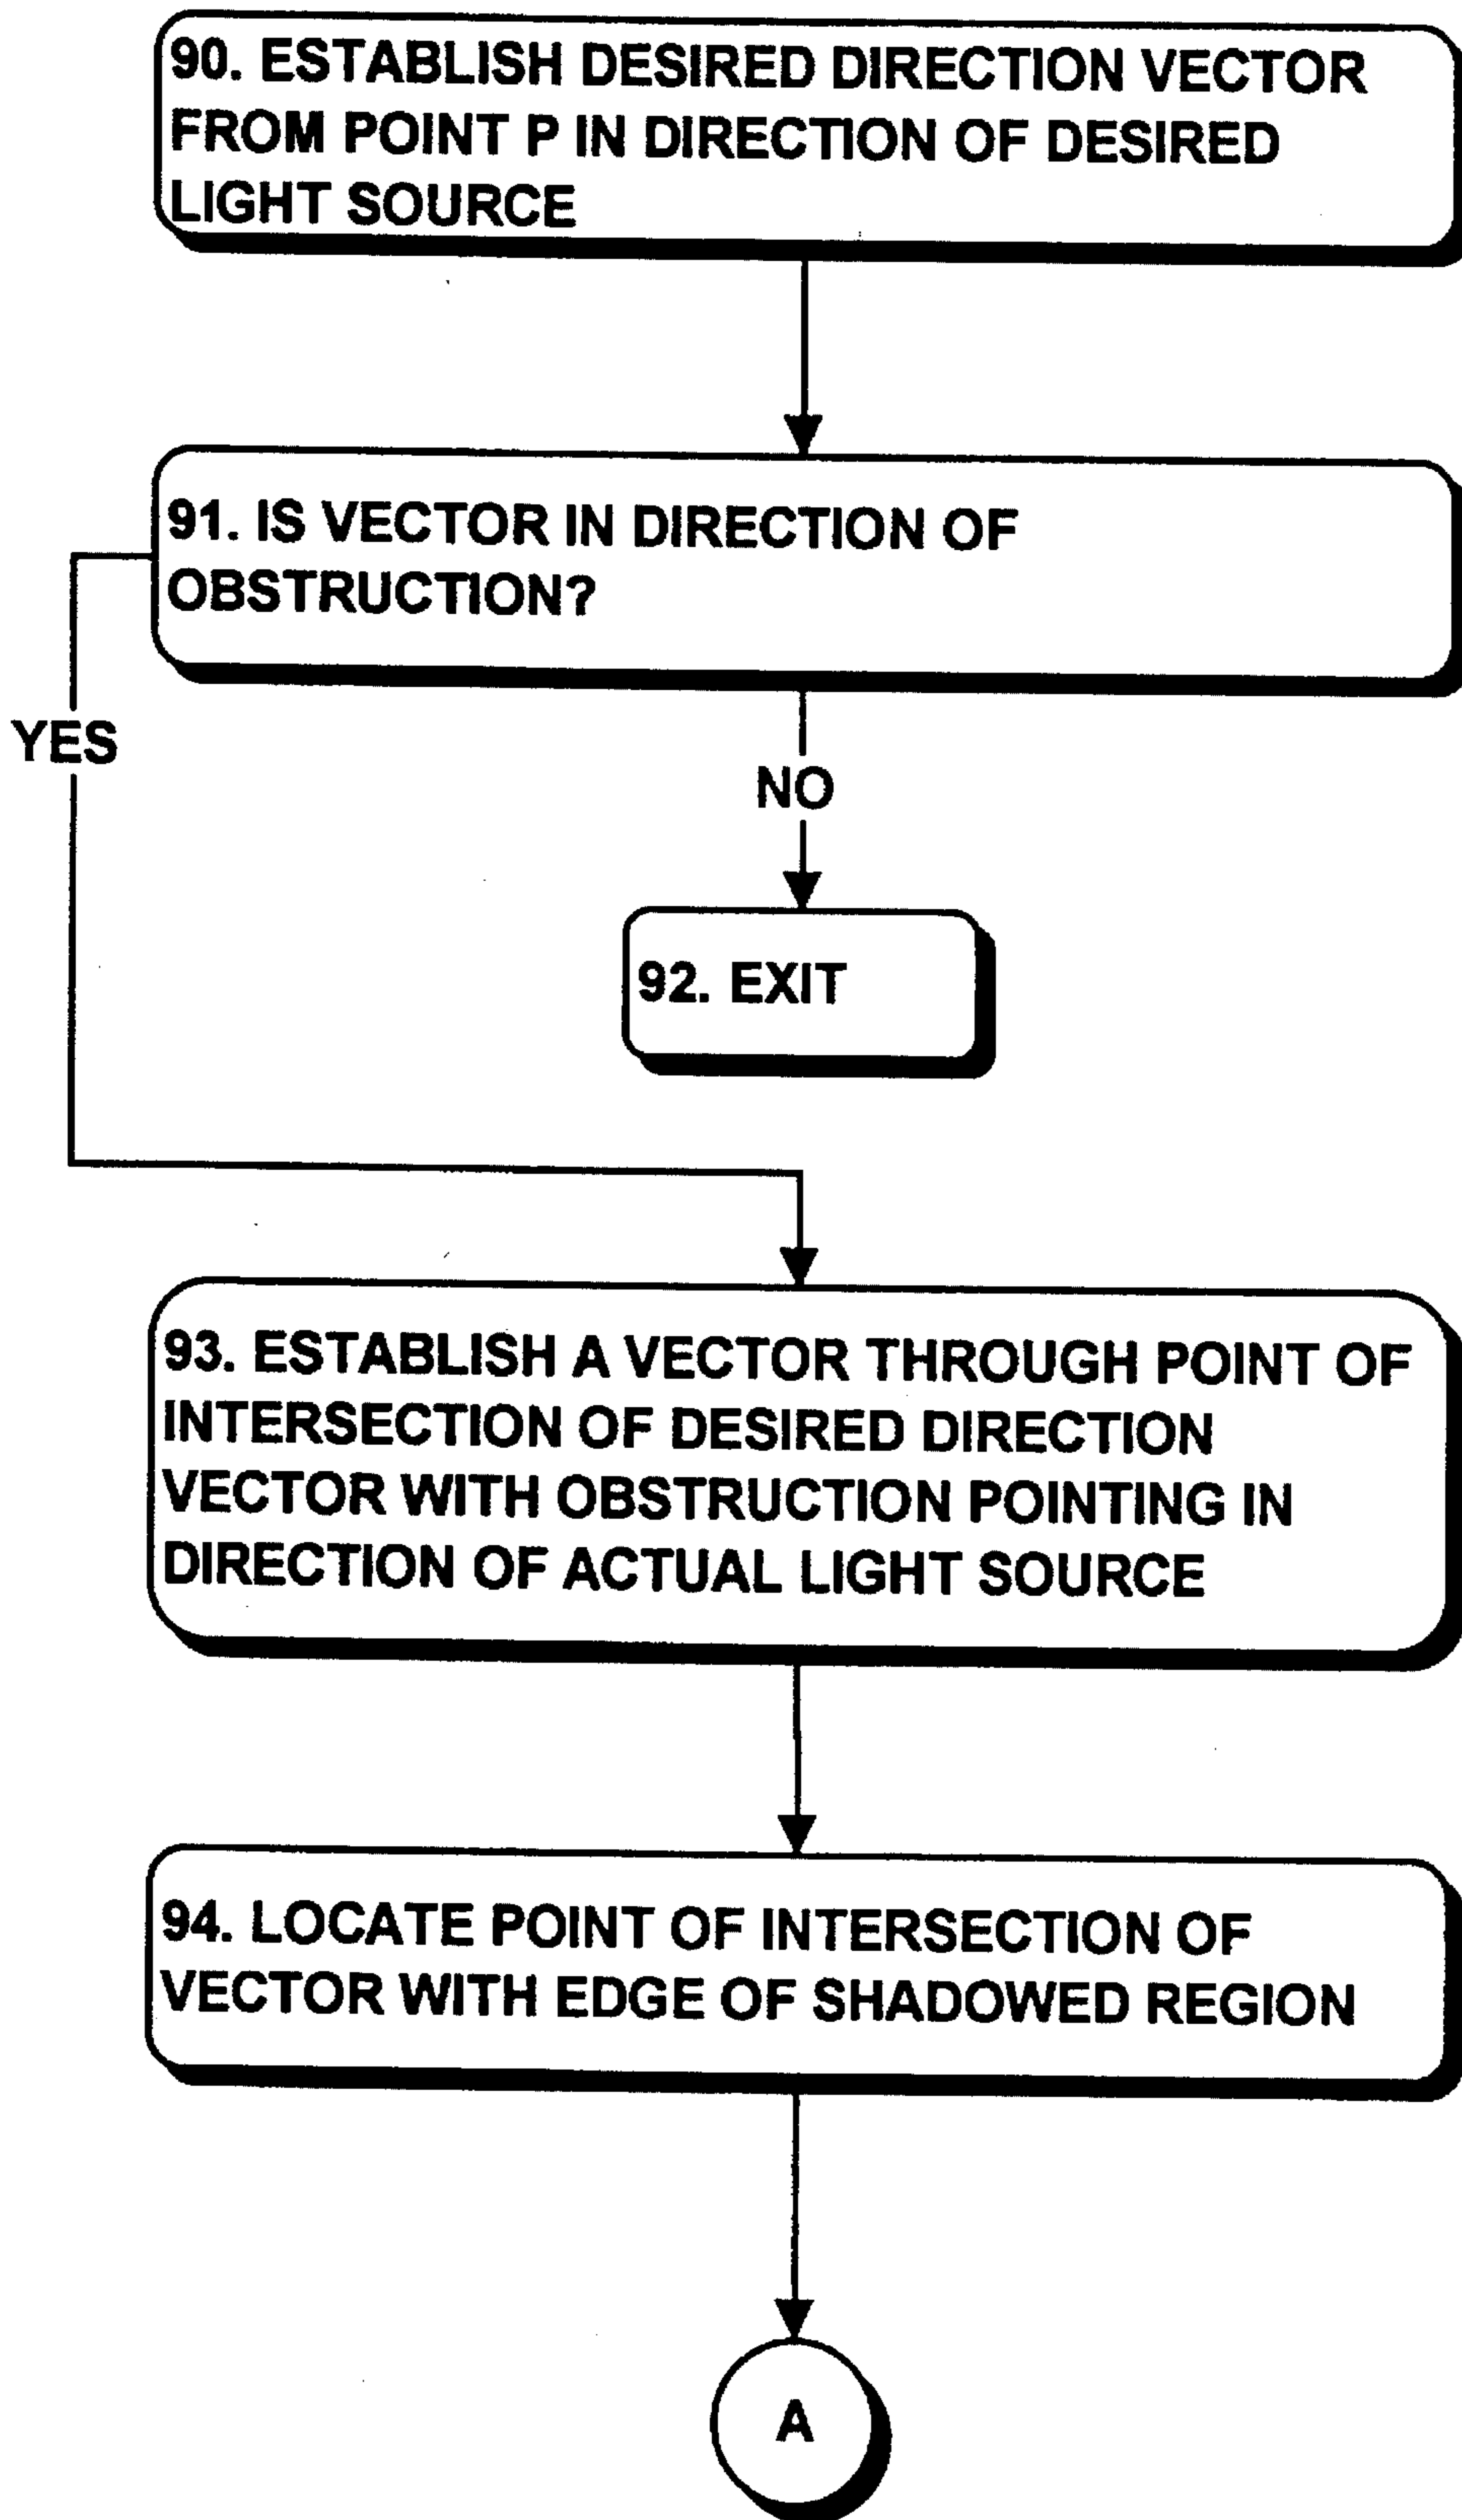 90. ESTABLISH DESIRED DIRECTION VECTOR
FROM POINT P IN DIRECTION OF DESIRED
LIGHT SOURCE
91. IS VECTOR IN DIRECTION OF
OBSTRUCTION?
YES
NO
92. EXIT
93. ESTABLISH A VECTOR THROUGH POINT OF
INTERSECTION OF DESIRED DIRECTION
VECTOR WITH OBSTRUCTION POINTING IN
DIRECTION OF ACTUAL LIGHT SOURCE
94. LOCATE POINT OF INTERSECTION OF
VECTOR WITH EDGE OF SHADOWED REGION
A